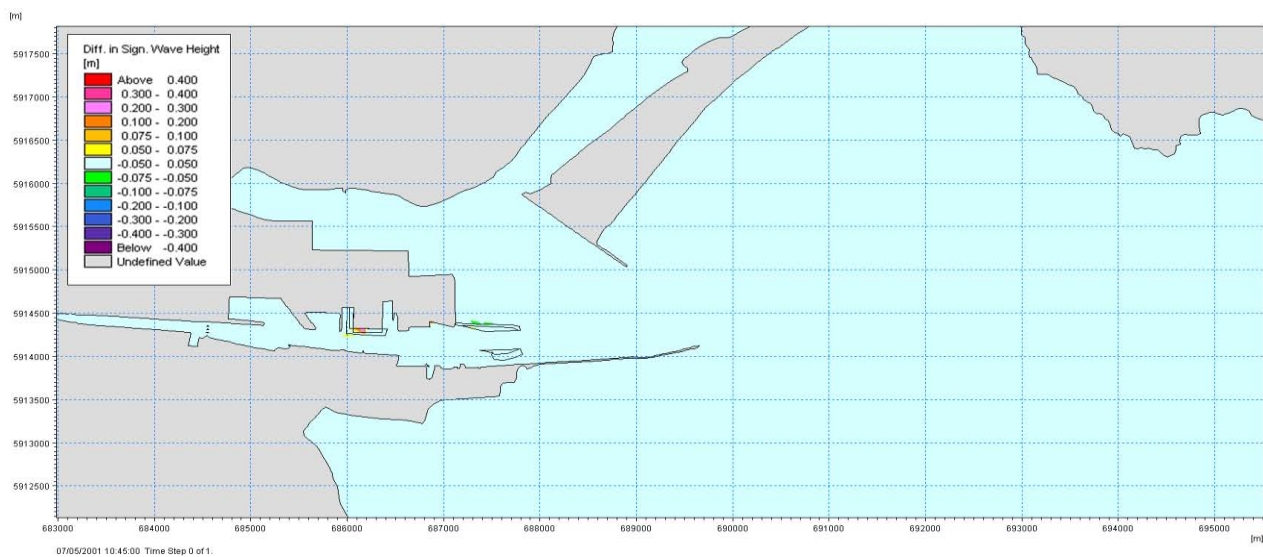 [m]
5917500
5917000
5916500
5916000
5915500
5915000
5914500
5914000
5913500
5913000
5912500
Diff. in Sign. Wave Height
[m]
Above 0.400
0.300 - 0.400
0.200 - 0.300
0.100 - 0.200
0.075 - 0.100
0.050 - 0.075
-0.050 - 0.050
-0.075 - -0.050
-0.100 - -0.075
-0.200 - -0.100
-0.300 - -0.200
-0.400 - -0.300
Below -0.400
Undefined Value
683000 684000 685000 686000 687000 688000 689000 690000 691000 692000 693000 694000 695000
[m]
07/05/2001 10:45:00 Time Step 0 of 1.